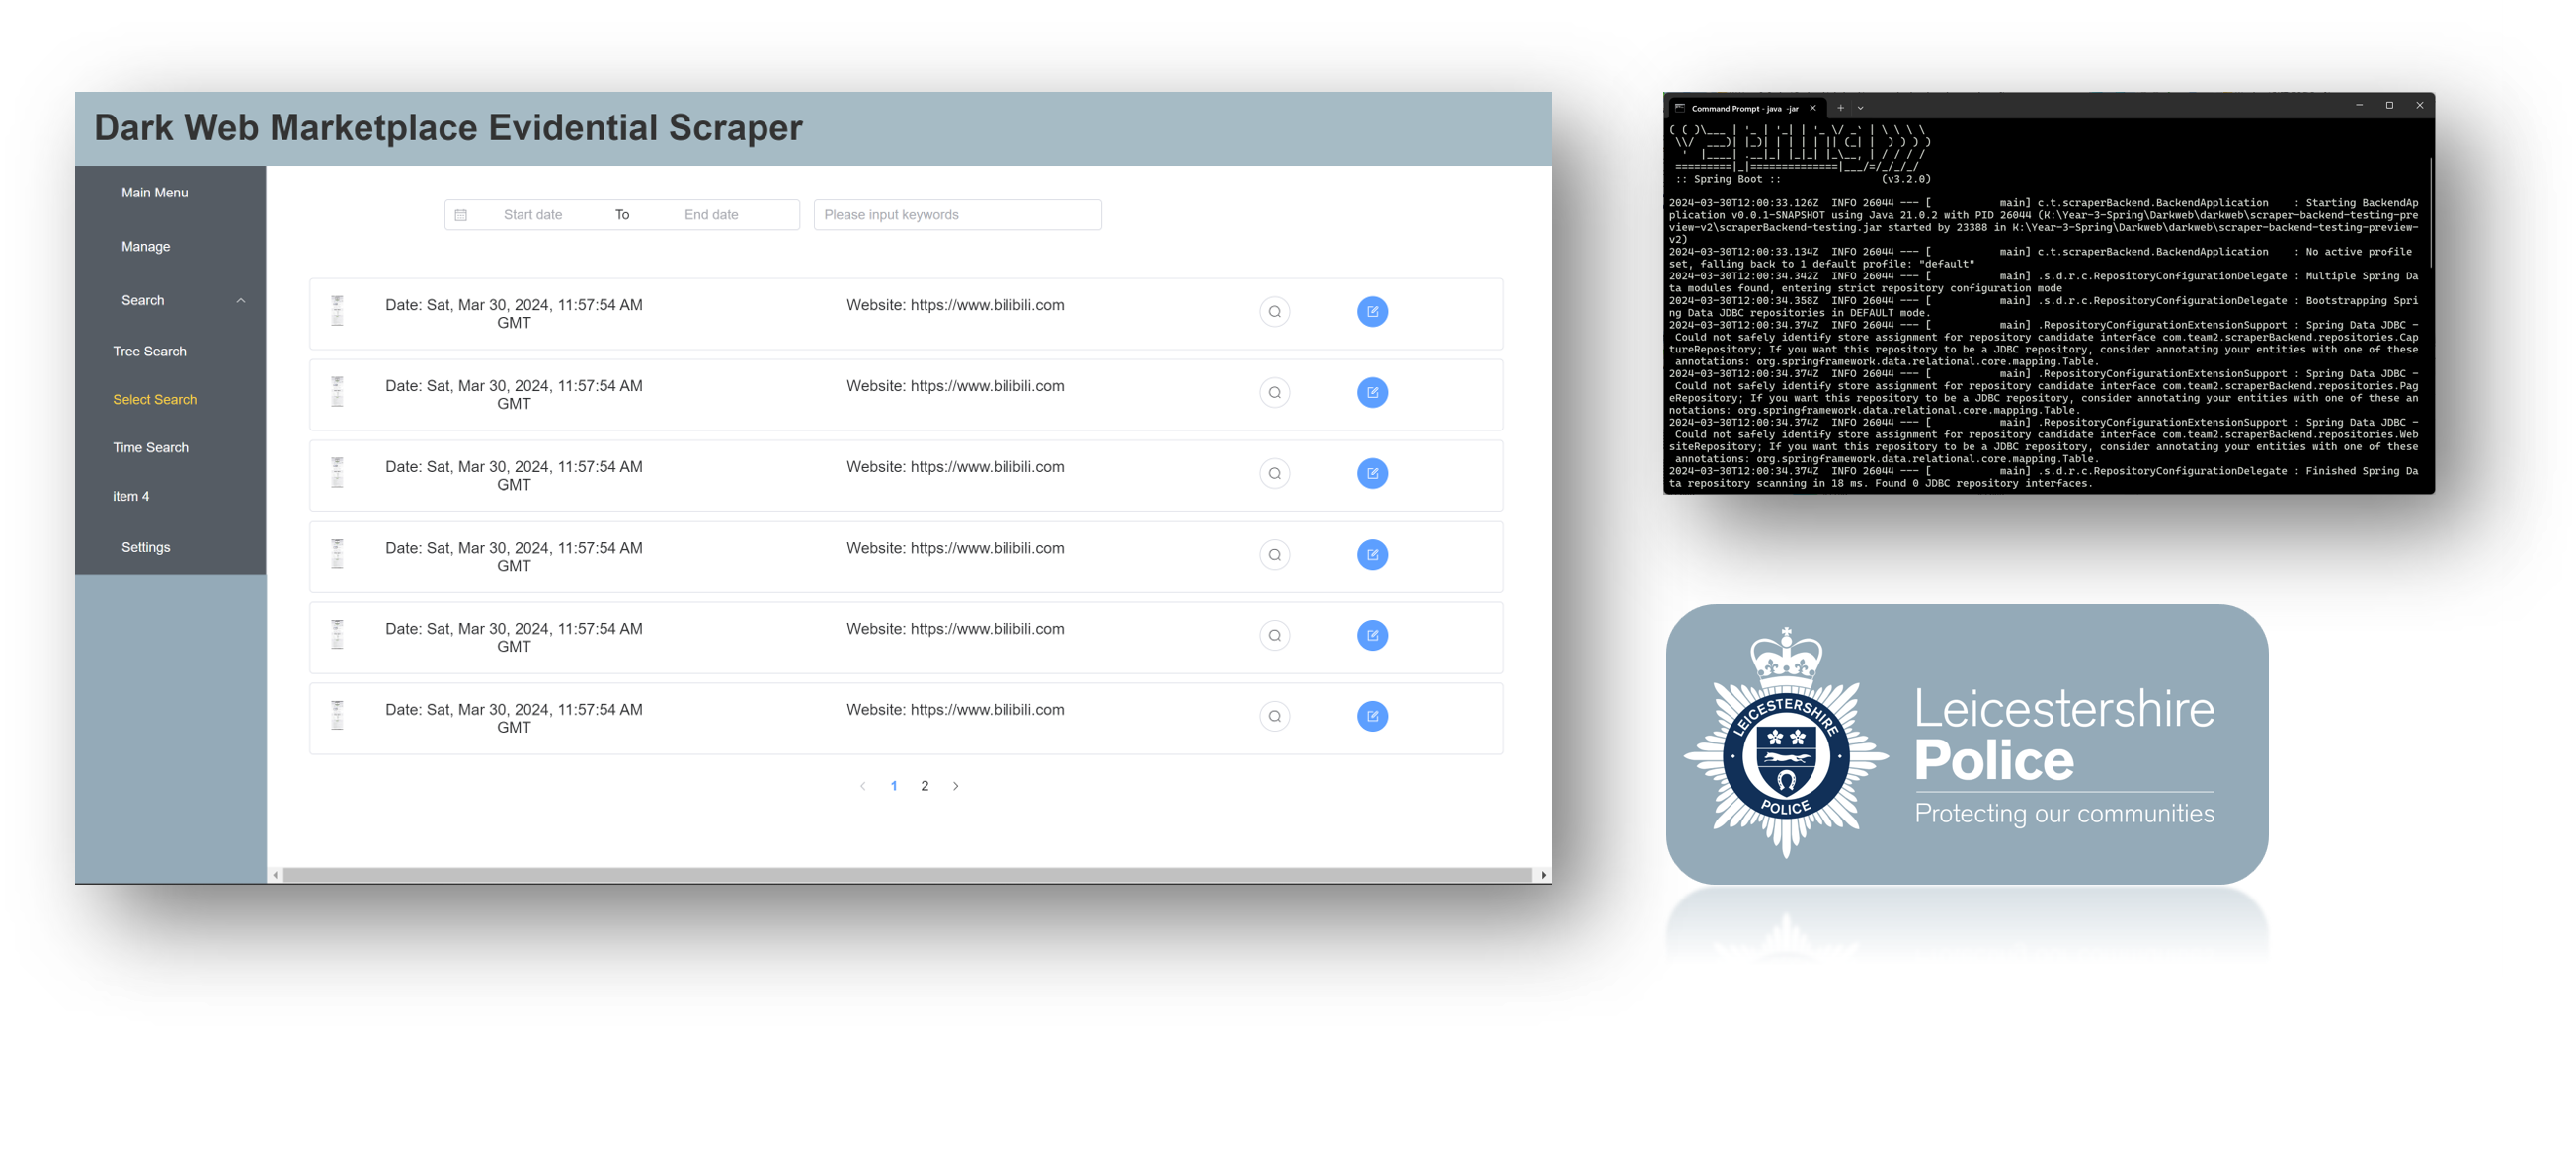 Dark Web Marketplace Evidential Scraper
Main Menu
Manage
Search
Tree Search
Select Search
Time Search
item 4
Settings
Start date To End date
Please input keywords
Date: Sat, Mar 30, 2024, 11:57:54 AM
GMT
Website: https://www.bilibili.com
Date: Sat, Mar 30, 2024, 11:57:54 AM
GMT
Website: https://www.bilibili.com
Date: Sat, Mar 30, 2024, 11:57:54 AM
GMT
Website: https://www.bilibili.com
Date: Sat, Mar 30, 2024, 11:57:54 AM
GMT
Website: https://www.bilibili.com
Date: Sat, Mar 30, 2024, 11:57:54 AM
GMT
Website: https://www.bilibili.com
Date: Sat, Mar 30, 2024, 11:57:54 AM
GMT
Website: https://www.bilibili.com
1 2
Command Prompt - java -jar
:: Spring Boot :: (v3.2.0)
2024-03-30T12:00:33.126Z INFO 26044 --- [ main] c.t.scraperBackend.BackendApplication : Starting BackendAp
plication v0.0.1-SNAPSHOT using Java 21.0.2 with PID 26044 (K:\Year-3-Spring\Darkweb\darkweb\scraper-backend-testing-pre
view-v2\scraperBackend-testing.jar started by 23388 in K:\Year-3-Spring\Darkweb\darkweb\scraper-backend-testing-preview-
v2)
2024-03-30T12:00:33.134Z INFO 26044 --- [ main] c.t.scraperBackend.BackendApplication : No active profile
set, falling back to 1 default profile: "default"
2024-03-30T12:00:34.342Z INFO 26044 --- [ main] .s.d.r.c.RepositoryConfigurationDelegate : Multiple Spring Da
ta modules found, entering strict repository configuration mode
2024-03-30T12:00:34.358Z INFO 26044 --- [ main] .s.d.r.c.RepositoryConfigurationDelegate : Bootstrapping Spri
ng Data JDBC repositories in DEFAULT mode.
2024-03-30T12:00:34.374Z INFO 26044 --- [ main] .RepositoryConfigurationExtensionSupport : Spring Data JDBC -
Could not safely identify store assignment for repository candidate interface com.team2.scraperBackend.repositories.Cap
tureRepository; If you want this repository to be a JDBC repository, consider annotating your entities with one of these
annotations: org.springframework.data.relational.core.mapping.Table.
2024-03-30T12:00:34.374Z INFO 26044 --- [ main] .RepositoryConfigurationExtensionSupport : Spring Data JDBC -
Could not safely identify store assignment for repository candidate interface com.team2.scraperBackend.repositories.Pag
eRepository; If you want this repository to be a JDBC repository, consider annotating your entities with one of these an
notations: org.springframework.data.relational.core.mapping.Table.
2024-03-30T12:00:34.374Z INFO 26044 --- [ main] .RepositoryConfigurationExtensionSupport : Spring Data JDBC -
Could not safely identify store assignment for repository candidate interface com.team2.scraperBackend.repositories.Web
siteRepository; If you want this repository to be a JDBC repository, consider annotating your entities with one of these
annotations: org.springframework.data.relational.core.mapping.Table.
2024-03-30T12:00:34.374Z INFO 26044 --- [ main] .s.d.r.c.RepositoryConfigurationDelegate : Finished Spring Da
ta repository scanning in 18 ms. Found 0 JDBC repository interfaces.
LEICESTERSHIRE
POLICE
Leicestershire
Police
Protecting our communities